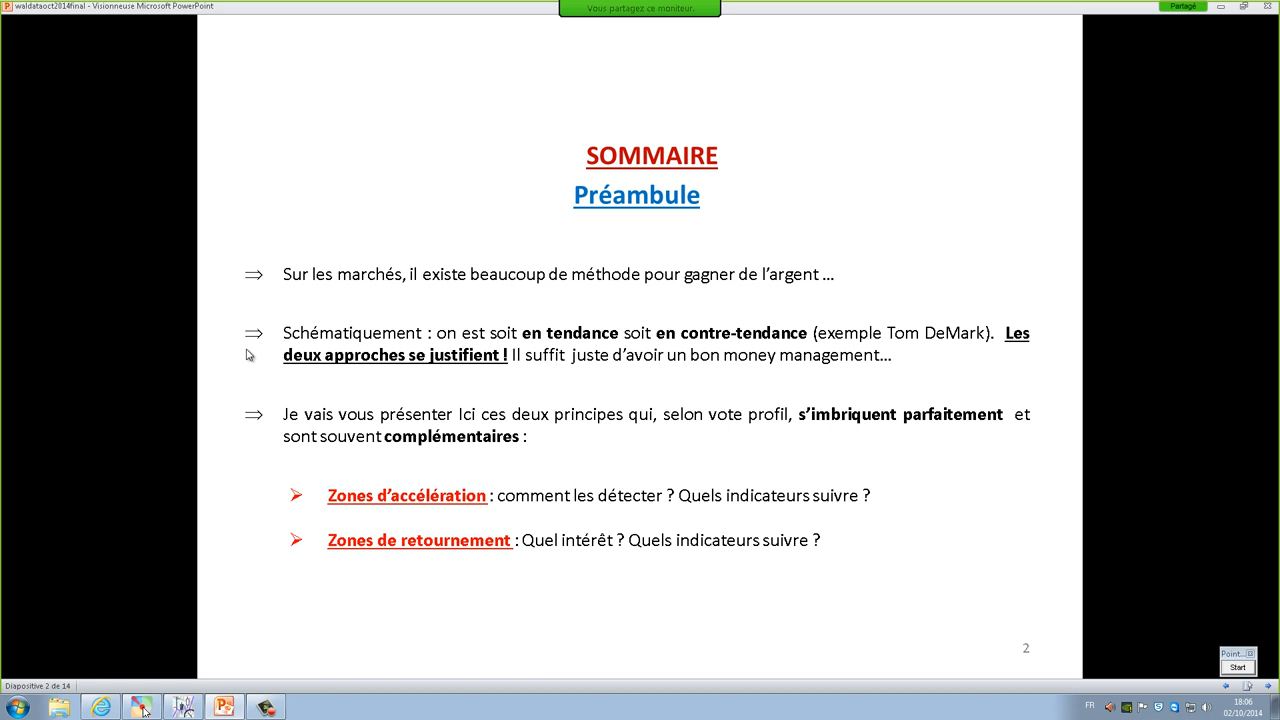 waldataoct2014final - Visionneuse Microsoft PowerPoint
Vous partagez ce moniteur.
Partagé
SOMMAIRE
Préambule
⇒ Sur les marchés, il existe beaucoup de méthode pour gagner de l’argent ...
⇒ Schématiquement : on est soit en tendance soit en contre-tendance (exemple Tom DeMark). Les
deux approches se justifient ! Il suffit juste d’avoir un bon money management...
⇒ Je vais vous présenter Ici ces deux principes qui, selon vote profil, s’imbriquent parfaitement et
sont souvent complémentaires :
➢ Zones d’accélération : comment les détecter ? Quels indicateurs suivre ?
➢ Zones de retournement : Quel intérêt ? Quels indicateurs suivre ?
2
Point...
Start
Diapositive 2 de 14
FR
18:06
02/10/2014